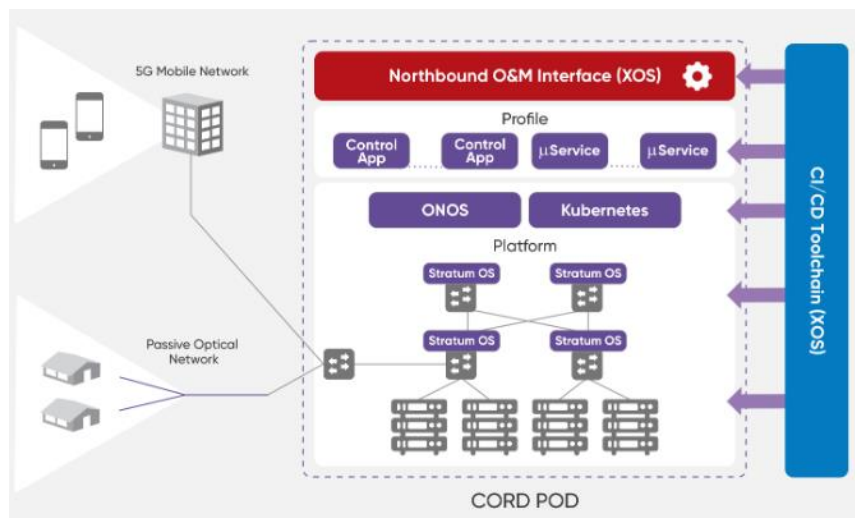 5G Mobile Network
Northbound O&M Interface (XOS)
Profile
Control
App
Control
App
μService
μService
ONOS
Kubernetes
Platform
Stratum OS
Stratum OS
Stratum OS
Stratum OS
Passive Optical
Network
CI/CD Toolchain (XOS)
CORD POD